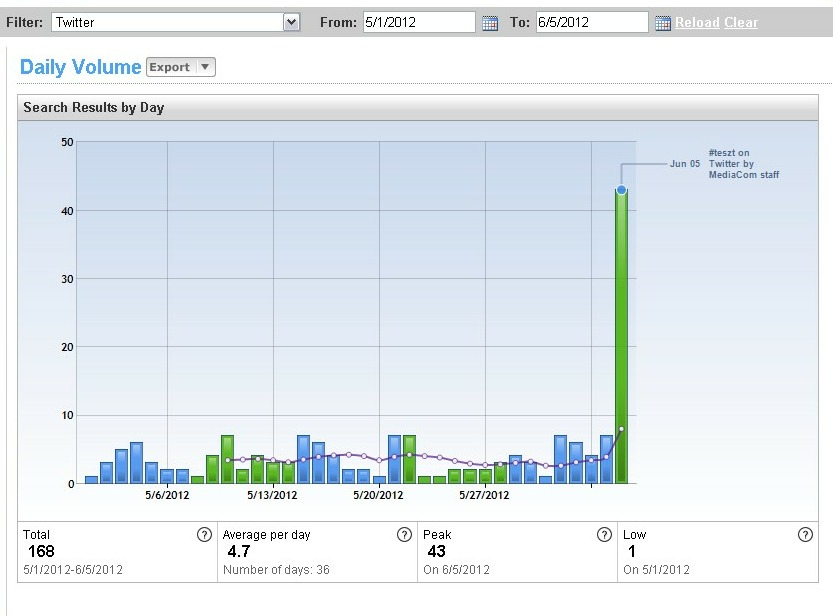 Filter: Twitter From: 5/1/2012 To: 6/5/2012 Reload Clear
Daily Volume Export
Search Results by Day
50
#teszt on
Jun 05 Twitter by
MediaCom staff
40
30
20
10
0
5/6/2012 5/13/2012 5/20/2012 5/27/2012
Total ? Average per day ? Peak ? Low ?
168 4.7 43 1
5/1/2012-6/5/2012 Number of days: 36 On 6/5/2012 On 5/1/2012